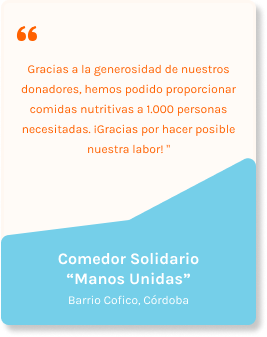 “
Gracias a la generosidad de nuestros
donadores, hemos podido proporcionar
comidas nutritivas a 1.000 personas
necesitadas. ¡Gracias por hacer posible
nuestra labor! "
Comedor Solidario
“Manos Unidas”
Barrio Cofico, Córdoba